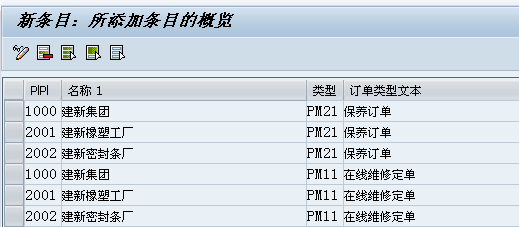 新条目：所添加条目的概览
PlPl 名称 1 类型 订单类型文本
1000 建新集团 PM21 保养订单
2001 建新橡塑工厂 PM21 保养订单
2002 建新密封条厂 PM21 保养订单
1000 建新集团 PM11 在线维修定单
2001 建新橡塑工厂 PM11 在线维修定单
2002 建新密封条厂 PM11 在线维修定单